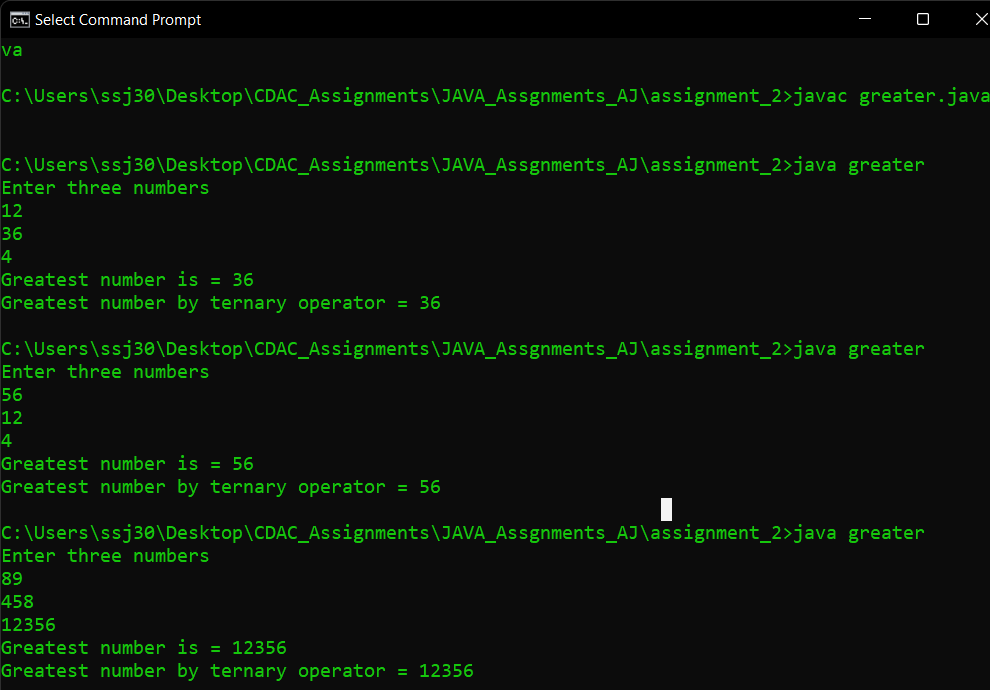 Select Command Prompt
va
C:\Users\ssj30\Desktop\CDAC_Assignments\JAVA_Assgnments_AJ\assignment_2>javac greater.java
C:\Users\ssj30\Desktop\CDAC_Assignments\JAVA_Assgnments_AJ\assignment_2>java greater
Enter three numbers
12
36
4
Greatest number is = 36
Greatest number by ternary operator = 36
C:\Users\ssj30\Desktop\CDAC_Assignments\JAVA_Assgnments_AJ\assignment_2>java greater
Enter three numbers
56
12
4
Greatest number is = 56
Greatest number by ternary operator = 56
C:\Users\ssj30\Desktop\CDAC_Assignments\JAVA_Assgnments_AJ\assignment_2>java greater
Enter three numbers
89
458
12356
Greatest number is = 12356
Greatest number by ternary operator = 12356